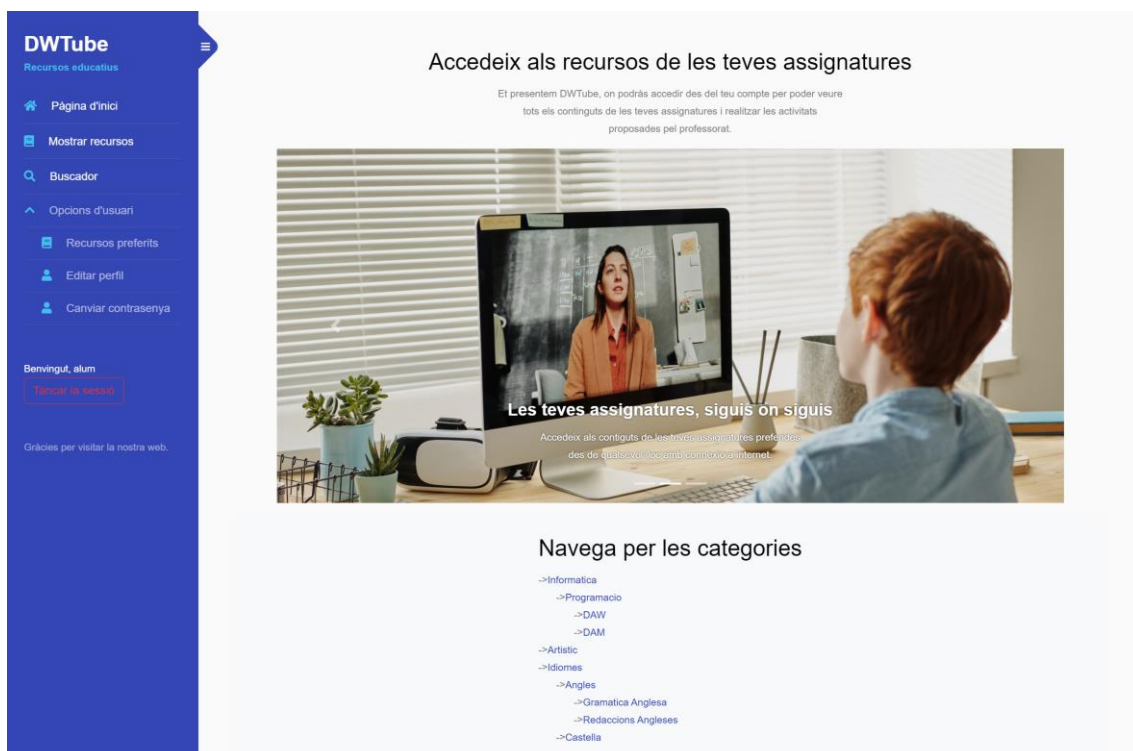 DWTube
Recursos educatius
Pàgina d'inici
Mostrar recursos
Buscador
Opcions d'usuari
Recursos preferits
Editar perfil
Canviar contrasenya
Benvingut, alum
Tancar la sessió
Gràcies per visitar la nostra web.
Accedeix als recursos de les teves assignatures
Et presentem DWTube, on podràs accedir des del teu compte per poder veure
tots els continguts de les teves assignatures i realitzar les activitats
proposades pel professorat.
Les teves assignatures, siguis on siguis
Accedeix als contiguts de les teves assignatures preferides
des de qualsevol lloc amb connexió a internet.
Navega per les categories
->Informatica
->Programacio
->DAW
->DAM
->Artistic
->Idiomes
->Angles
->Gramatica Anglesa
->Redaccions Angleses
->Castella